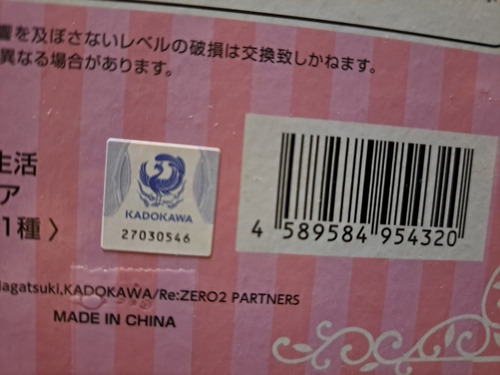 響を及ぼさないレベルの破損は交換致しかねます。
異なる場合があります。
生活
ア
1種 〉
KADOKAWA
27030546
4 589584 954320
agatsuki,KADOKAWA/Re:ZERO2 PARTNERS
MADE IN CHINA